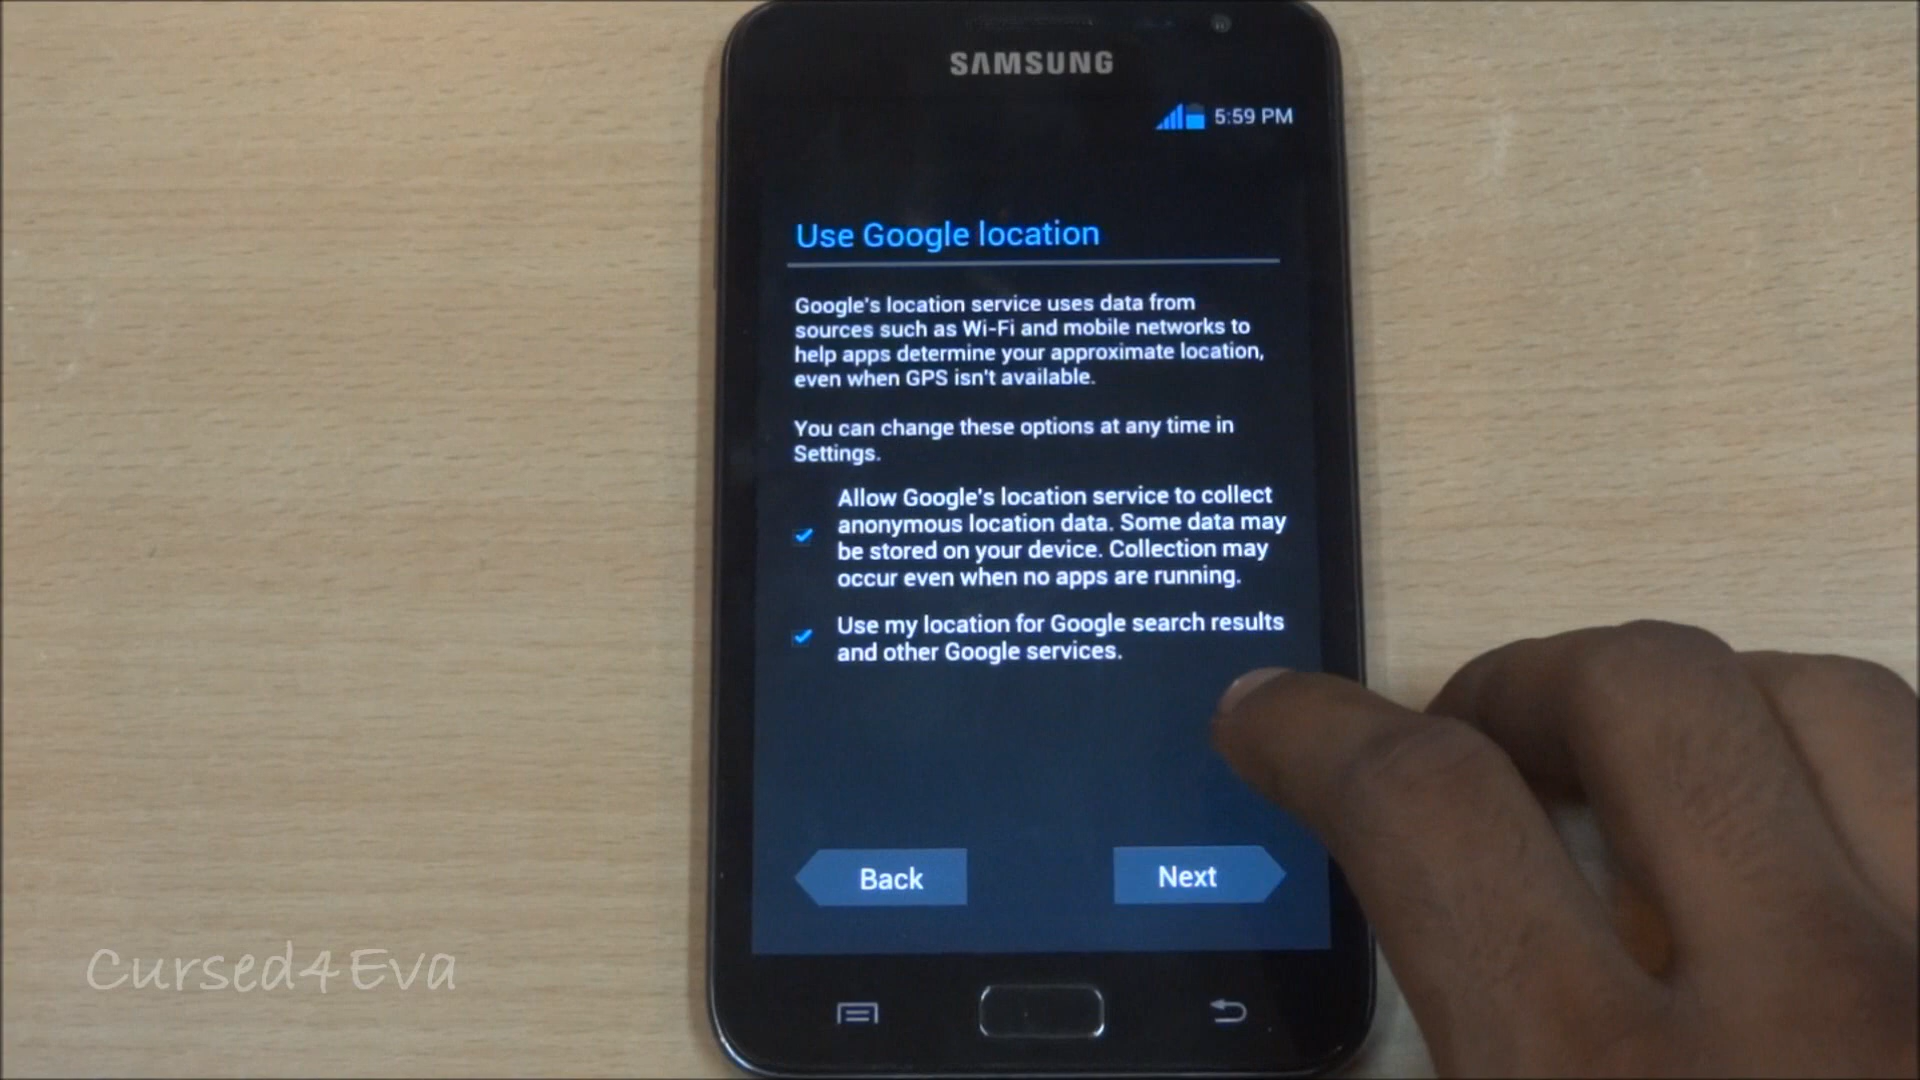 SAMSUNG
5:59 PM
Use Google location
Google's location service uses data from
sources such as Wi-Fi and mobile networks to
help apps determine your approximate location,
even when GPS isn't available.
You can change these options at any time in
Settings.
Allow Google's location service to collect
anonymous location data. Some data may
be stored on your device. Collection may
occur even when no apps are running.
Use my location for Google search results
and other Google services.
Back
Next
Cursed4Eva